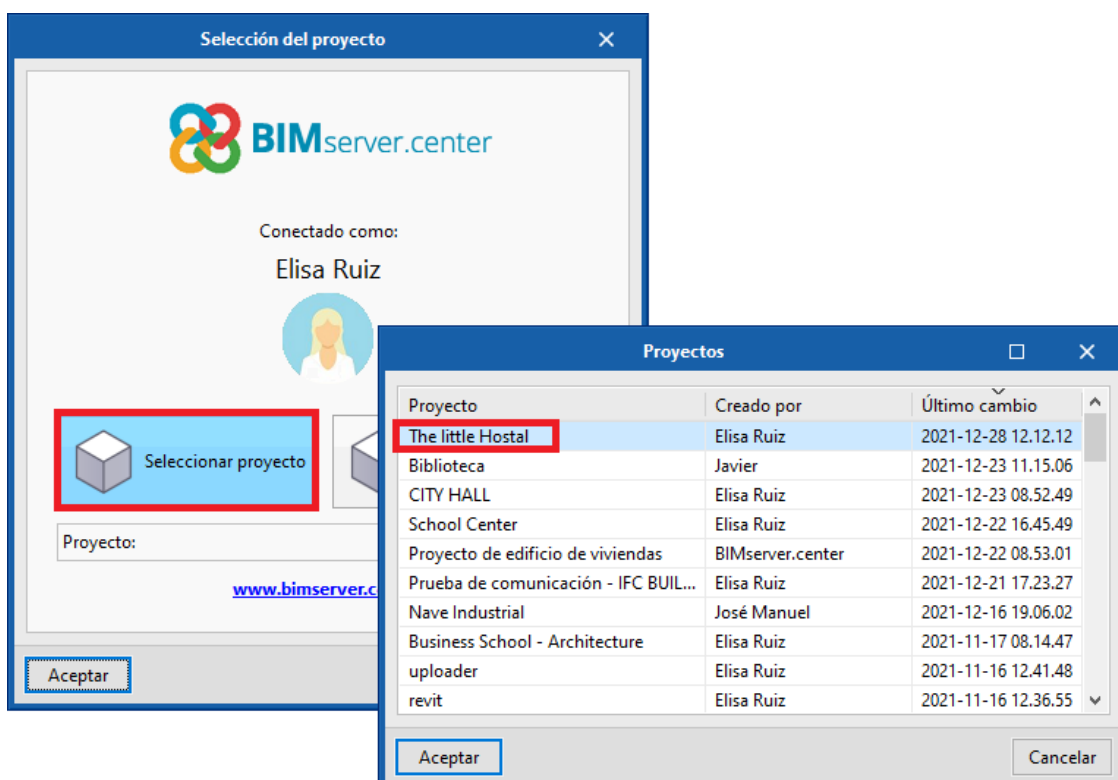 Selección del proyecto
BIMserver.center
Conectado como:
Elisa Ruiz
Seleccionar proyecto
Proyecto:
www.bimserver.c
Aceptar
Proyectos
Proyecto Creado por Último cambio
The little Hostal Elisa Ruiz 2021-12-28 12.12.12
Biblioteca Javier 2021-12-23 11.15.06
CITY HALL Elisa Ruiz 2021-12-23 08.52.49
School Center Elisa Ruiz 2021-12-22 16.45.49
Proyecto de edificio de viviendas BIMserver.center 2021-12-22 08.53.01
Prueba de comunicación - IFC BUIL... Elisa Ruiz 2021-12-21 17.23.27
Nave Industrial José Manuel 2021-12-16 19.06.02
Business School - Architecture Elisa Ruiz 2021-11-17 08.14.47
uploader Elisa Ruiz 2021-11-16 12.41.48
revit Elisa Ruiz 2021-11-16 12.36.55
Aceptar Cancelar